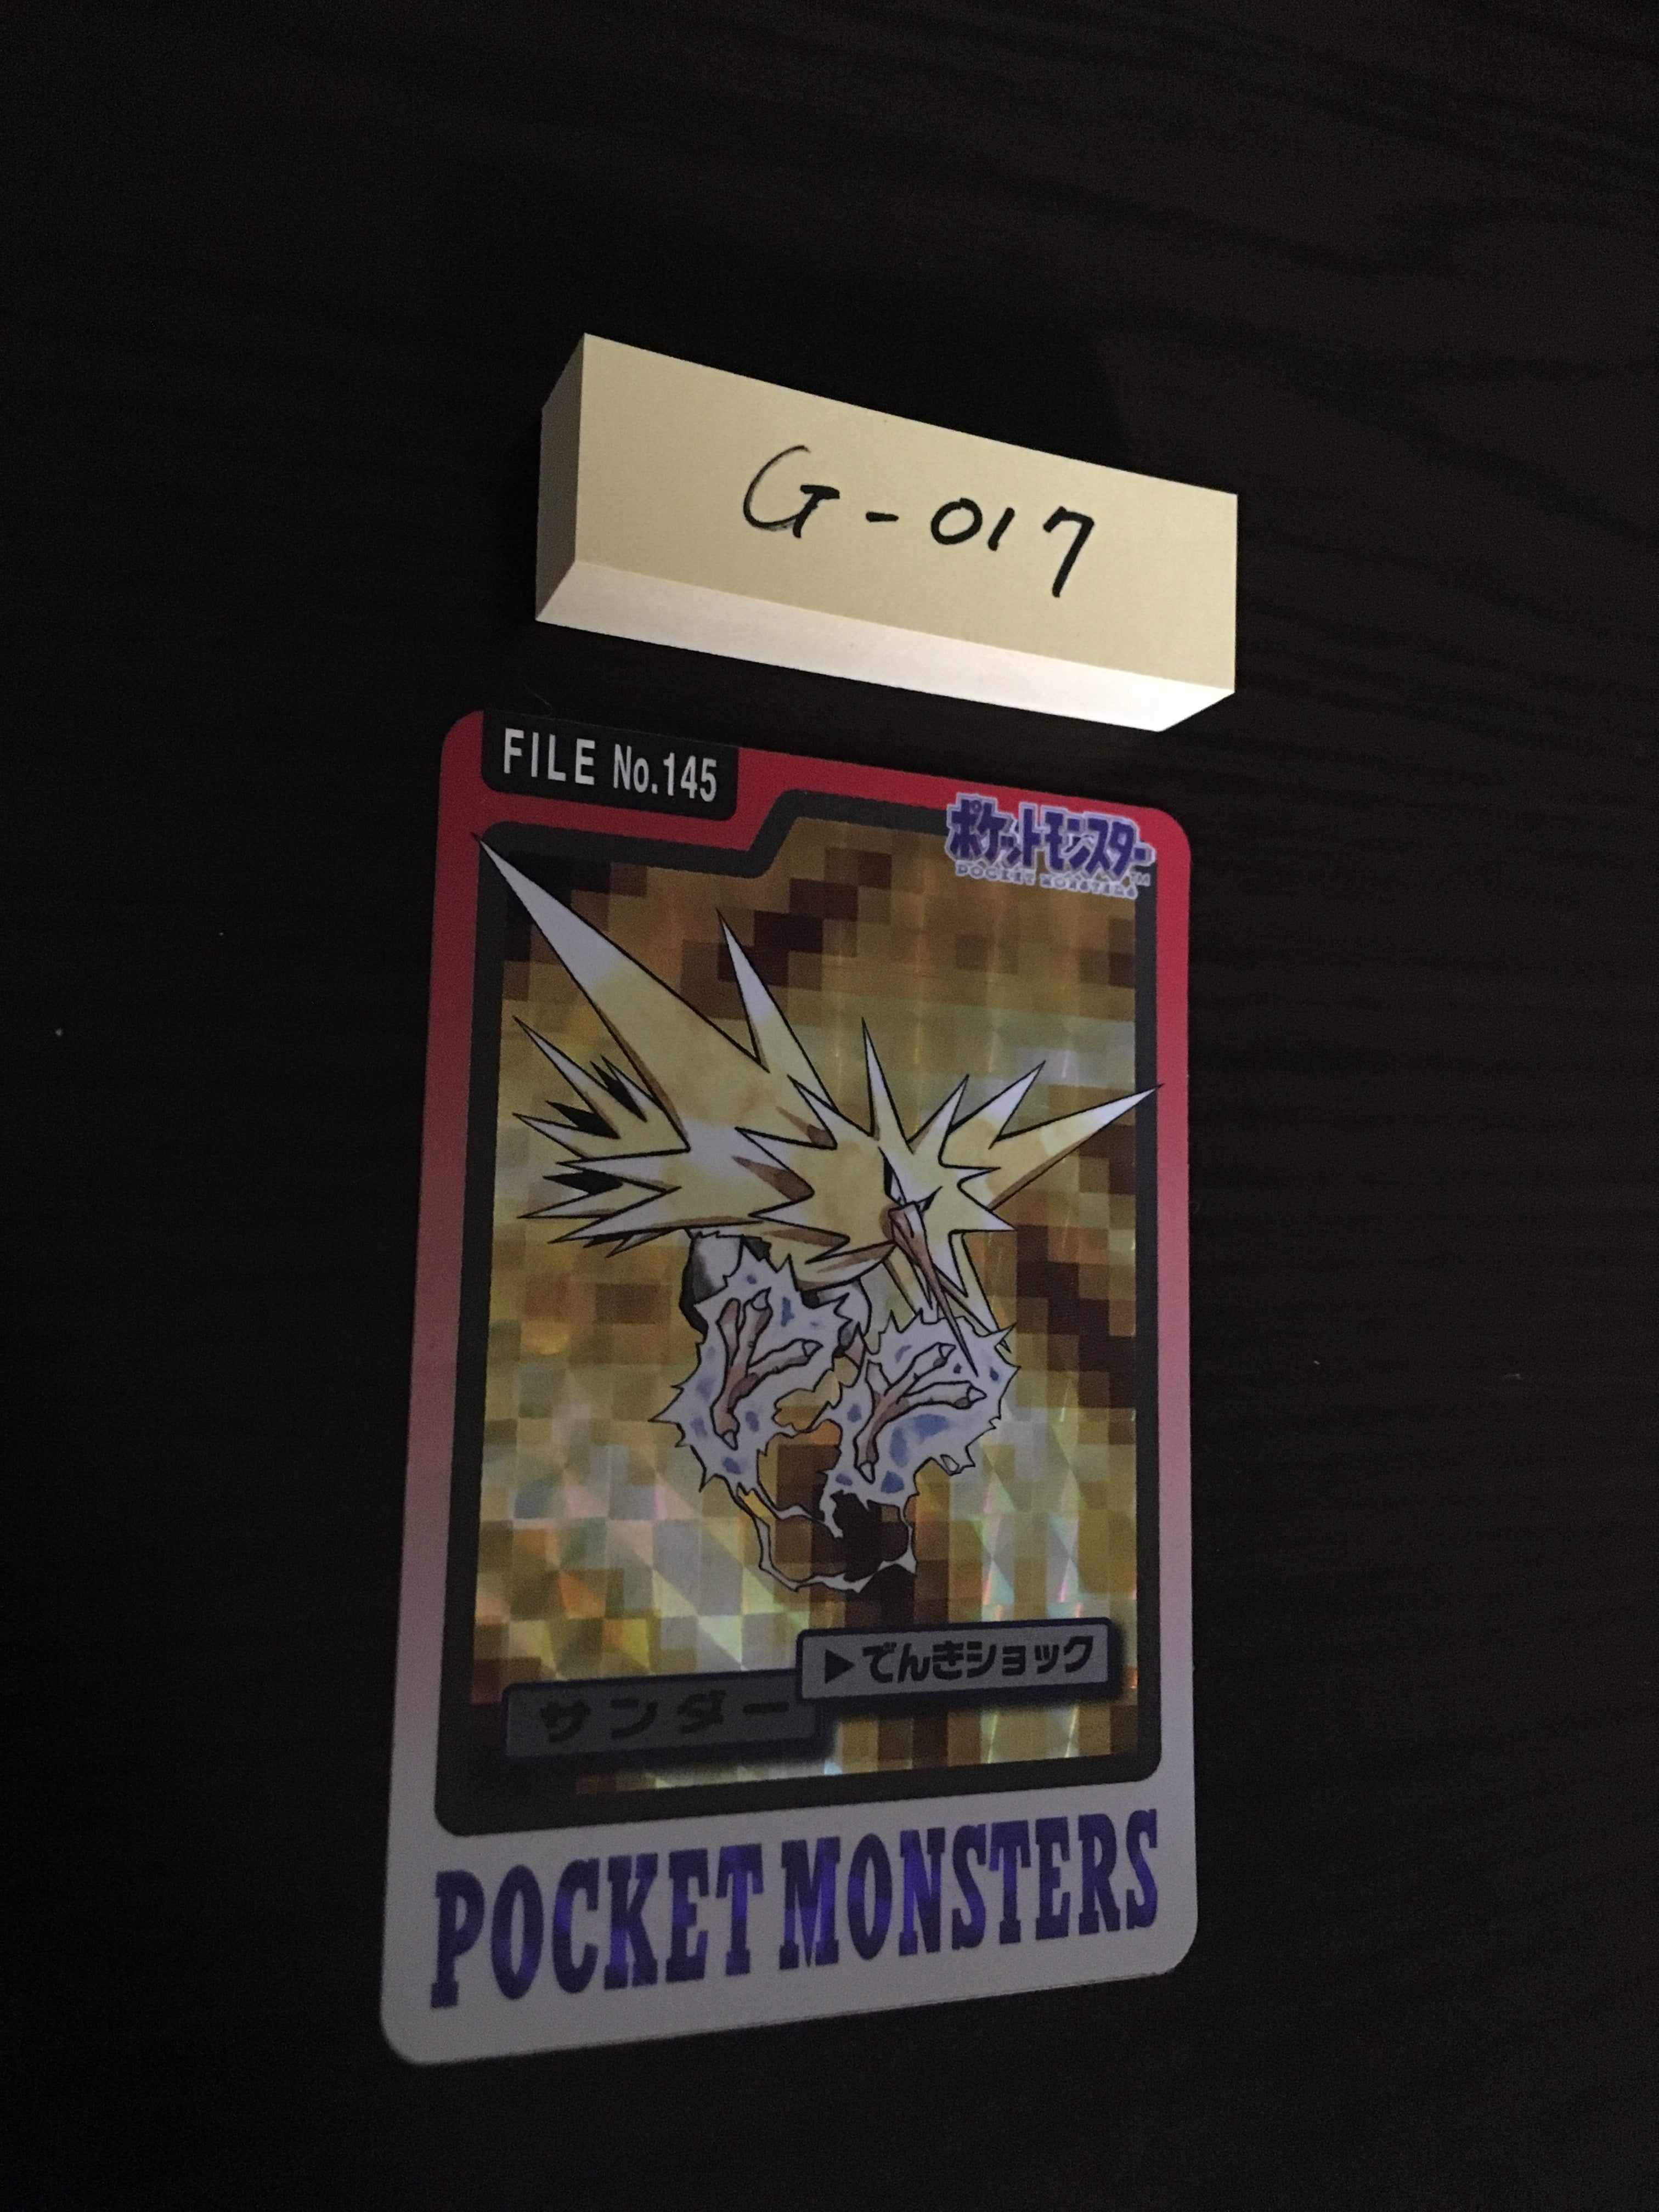 G-017
FILE No.145
ポケットモンスター
POCKET MONSTERS
▶でんきショック
サンダー
POCKET MONSTERS